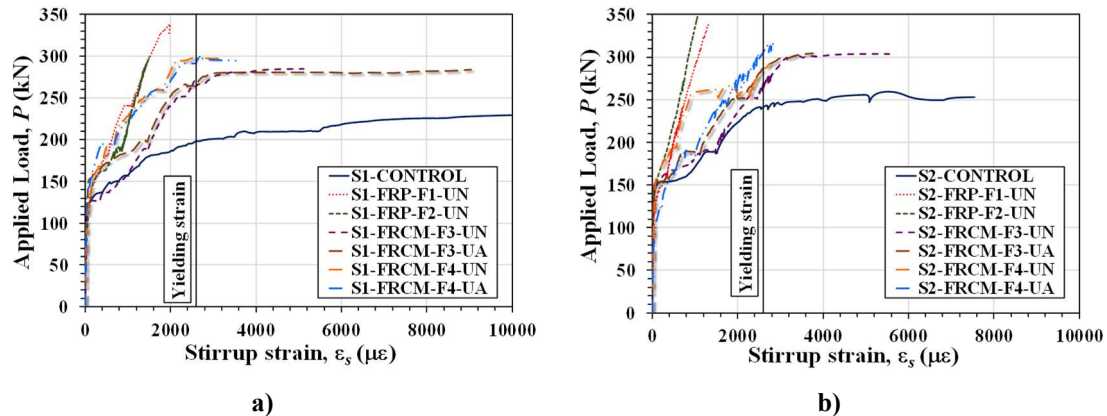 350
300
250
200
150
100
50
0
Applied Load, P (kN)
Yielding strain
S1-CONTROL
S1-FRP-F1-UN
S1-FRP-F2-UN
S1-FRCM-F3-UN
S1-FRCM-F3-UA
S1-FRCM-F4-UN
S1-FRCM-F4-UA
0 2000 4000 6000 8000 10000
Stirrup strain, εs (με)
a)
350
300
250
200
150
100
50
0
Applied Load, P (kN)
Yielding strain
S2-CONTROL
S2-FRP-F1-UN
S2-FRP-F2-UN
S2-FRCM-F3-UN
S2-FRCM-F3-UA
S2-FRCM-F4-UN
S2-FRCM-F4-UA
0 2000 4000 6000 8000 10000
Stirrup strain, εs (με)
b)